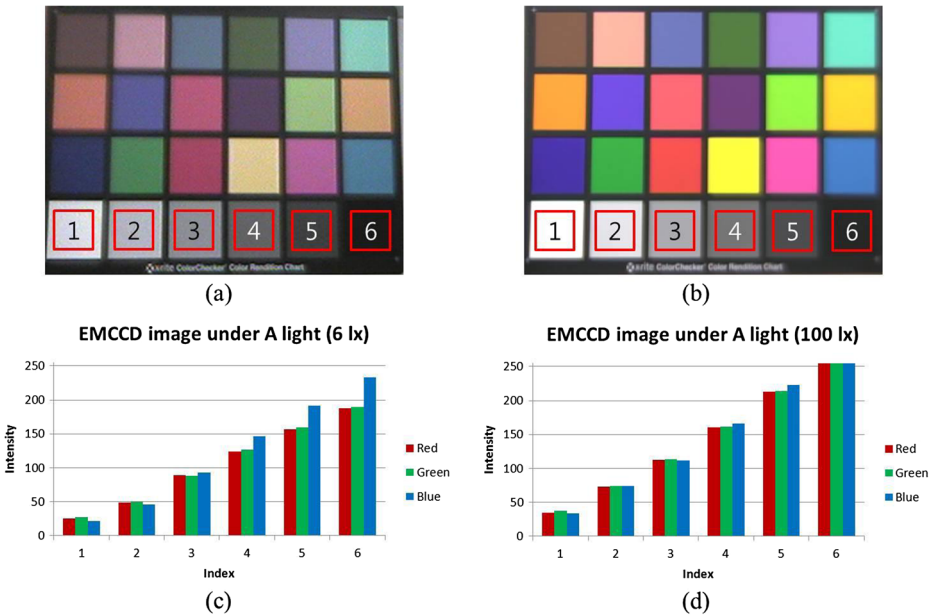 1 2 3 4 5 6
xrite ColorChecker Color Rendition Chart
(a)
1 2 3 4 5 6
xrite ColorChecker Color Rendition Chart
(b)
EMCCD image under A light (6 lx)
250
200
150
100
50
0
Intensity
1 2 3 4 5 6
Index
Red
Green
Blue
(c)
EMCCD image under A light (100 lx)
250
200
150
100
50
0
Intensity
1 2 3 4 5 6
Index
Red
Green
Blue
(d)